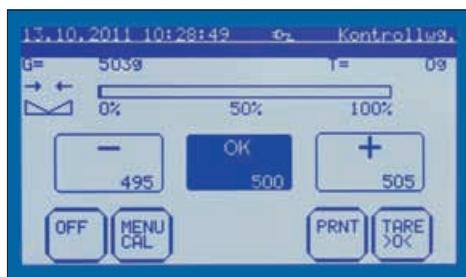 13.10.2011 10:28:49 Kontrollwg.
G= 503g T= 0g
0% 50% 100%
− OK +
495 500 505
OFF MENU CAL PRNT TARE >0<